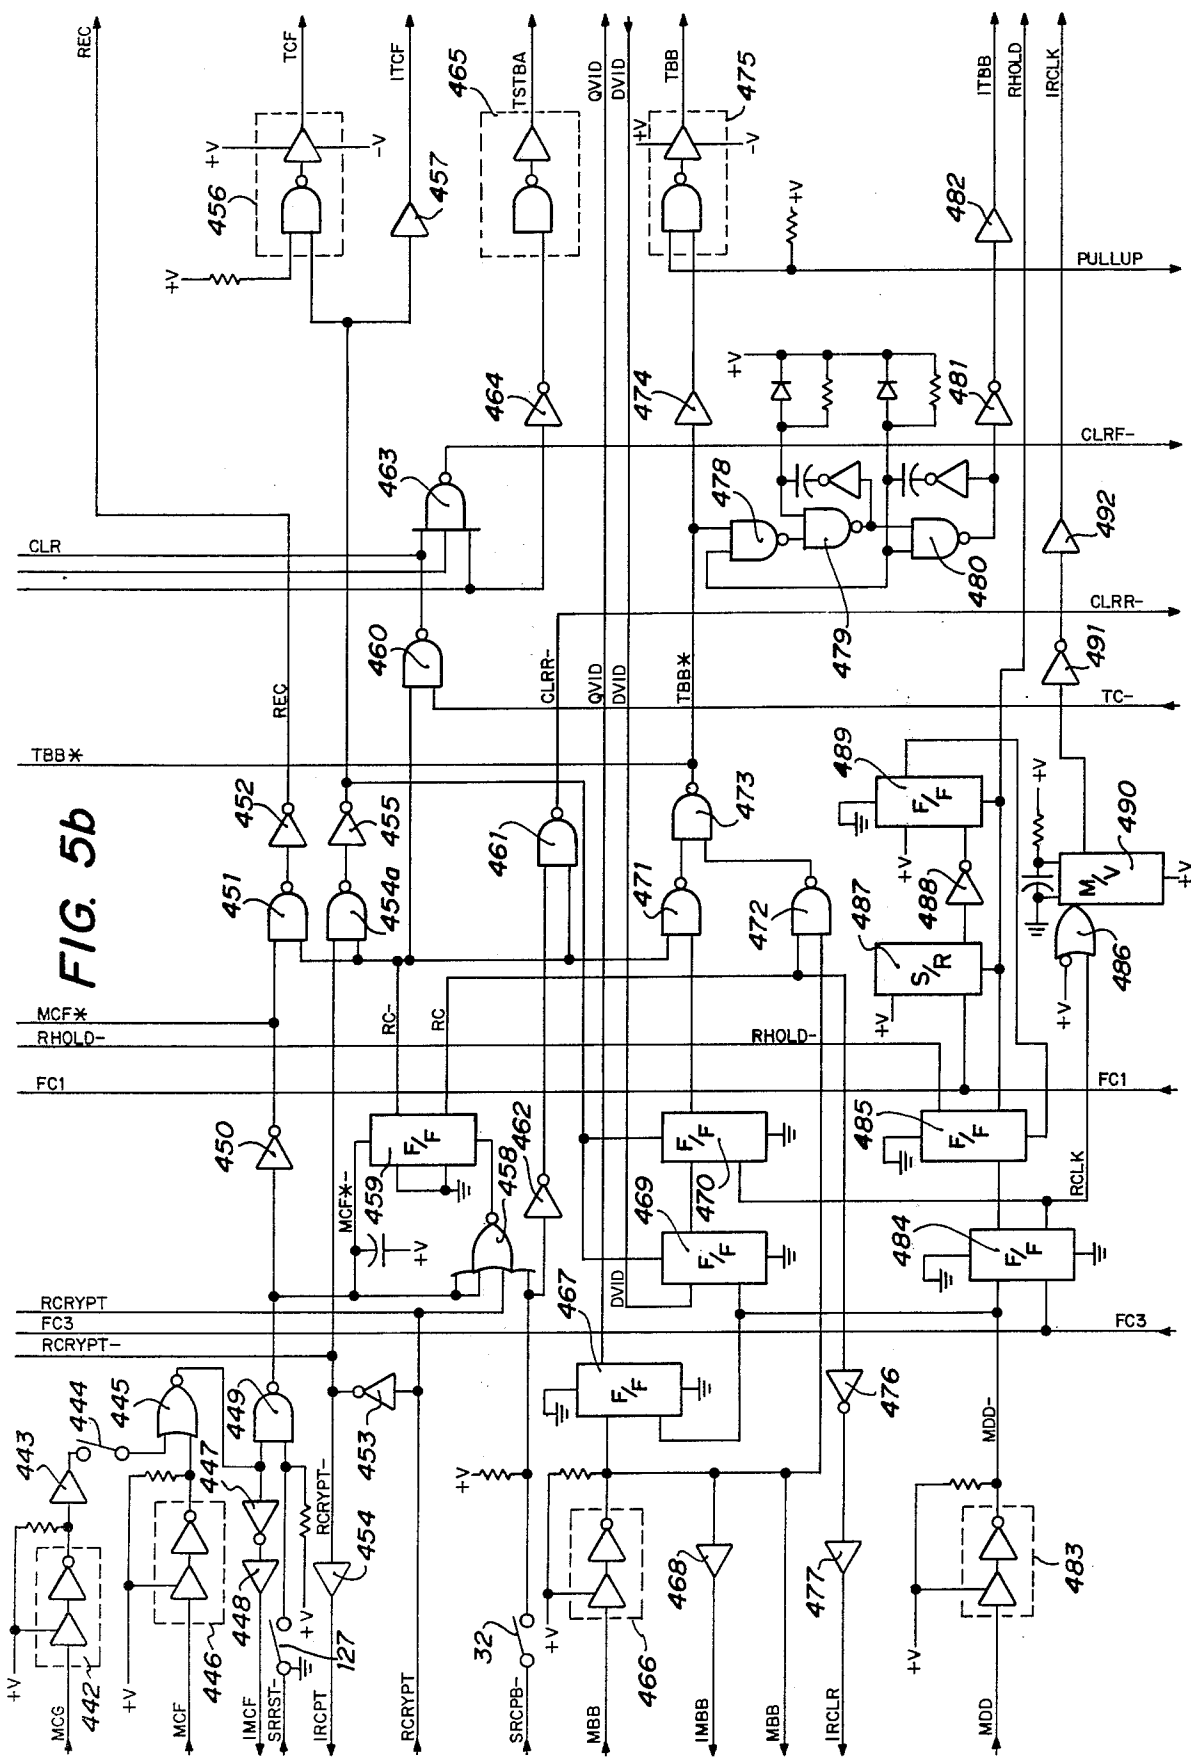 FIG. 5b
MCG
+V
442
443
444
445
+V
MCF
446
447
448
449
IMCF
SRRST-
+V
127
IRCPT
454
RCRYPT-
453
RCRYPT
RCRYPT
FC3
RCRYPT-
MCF*
RHOLD-
FC1
TBB*
CLR
REC
450
451
452
REC
454a
455
+V
456
+V
-V
TCF
457
ITCF
MCF*-
459
F/F
+V
458
RC-
RC
460
463
464
465
TSTBA
SRCPB-
32
+V
462
461
CLRR-
MBB
+V
466
467
F/F
QVID
DVID
QVID
DVID
DVID
469
F/F
470
F/F
471
472
473
TBB*
474
475
+V
-V
TBB
+V
PULLUP
468
IMBB
MBB
476
477
IRCLR
478
479
480
+V
481
482
ITBB
RHOLD
IRCLK
CLRF-
CLRR-
TC-
MDD
+V
483
MDD-
484
F/F
485
F/F
RHOLD-
FC1
FC3
RCLK
+V
487
S/R
488
489
F/F
+V
486
+V
490
M/V
+V
+V
491
492